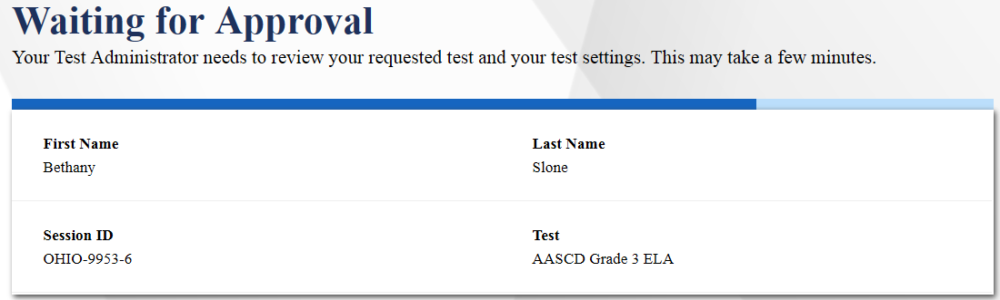 Waiting for Approval
Your Test Administrator needs to review your requested test and your test settings. This may take a few minutes.
First Name
Bethany
Last Name
Slone
Session ID
OHIO-9953-6
Test
AASCD Grade 3 ELA